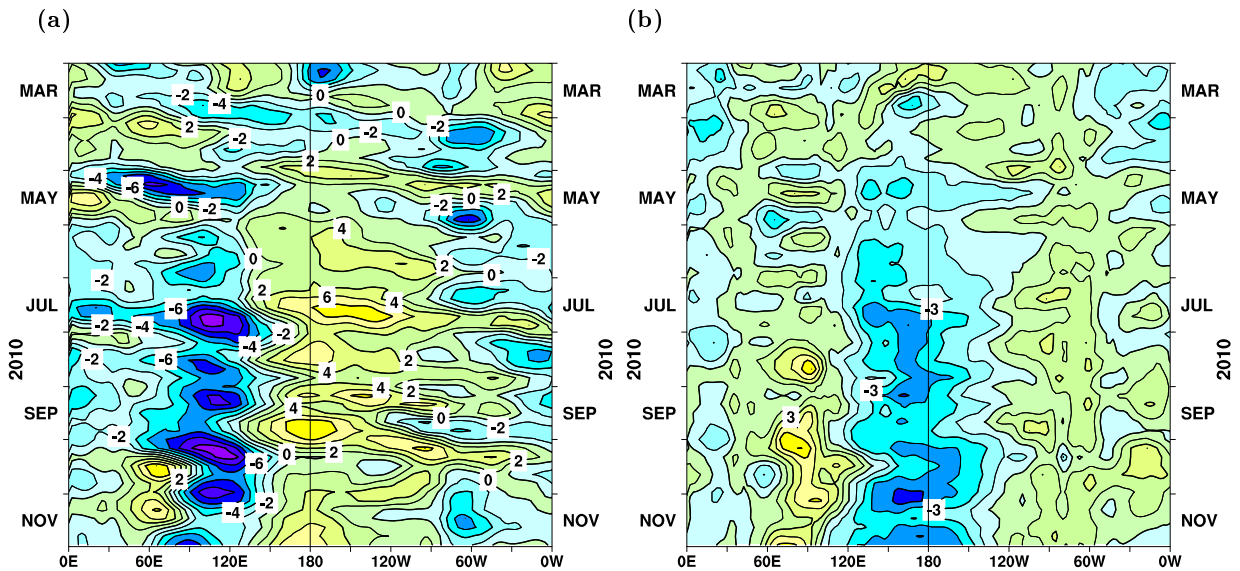 (a) (b)
MAR MAR MAR MAR
MAY MAY MAY MAY
JUL JUL JUL JUL
SEP SEP SEP SEP
NOV NOV NOV NOV
2010 2010 2010 2010
0E 60E 120E 180 120W 60W 0W
0E 60E 120E 180 120W 60W 0W
-2 -4 0 0
2 -2 0 -2 -2
2
-4 -6 0 -2 -2 0 2
4
0 2 0 -2
-2 2
-6 6 4
-2 -4 -2
-4
-2 -6 2
4 4 2
4 0
-2 0 2 -2
-6 2
2 0
-4 -2
-3
-3
3
-3